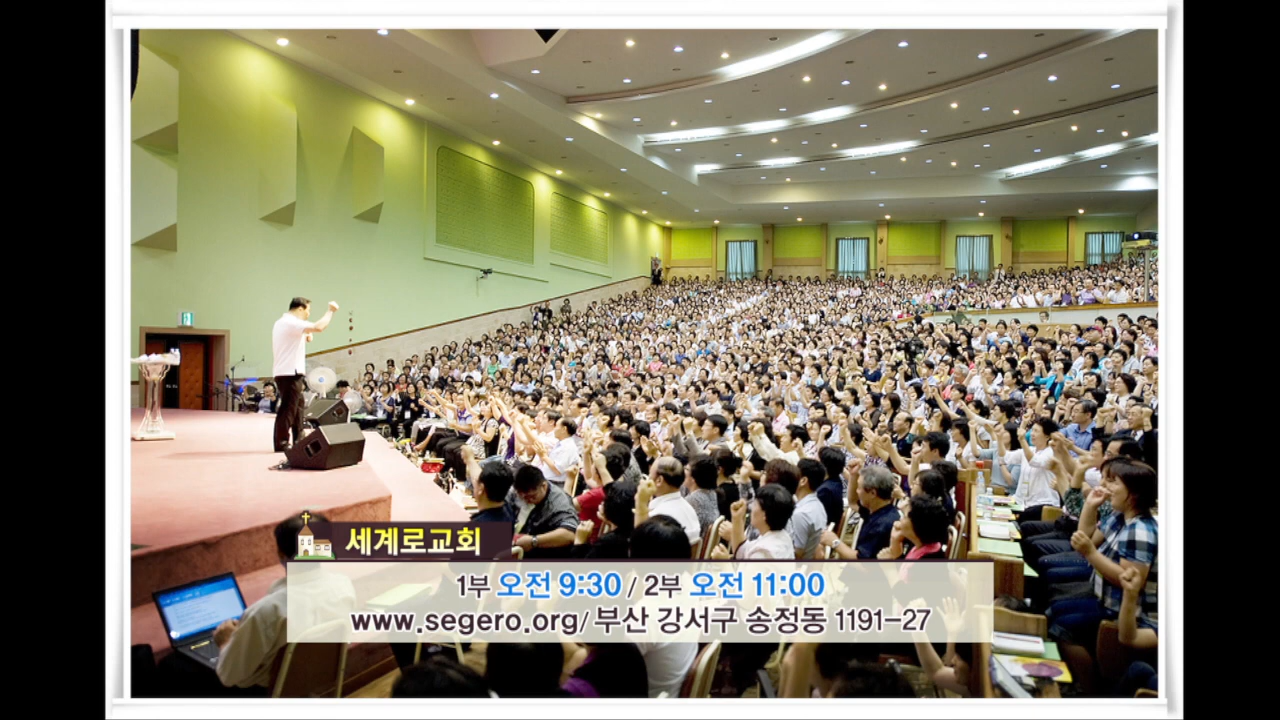 세계로교회
1부 오전 9:30 / 2부 오전 11:00
www.segero.org/ 부산 강서구 송정동 1191-27